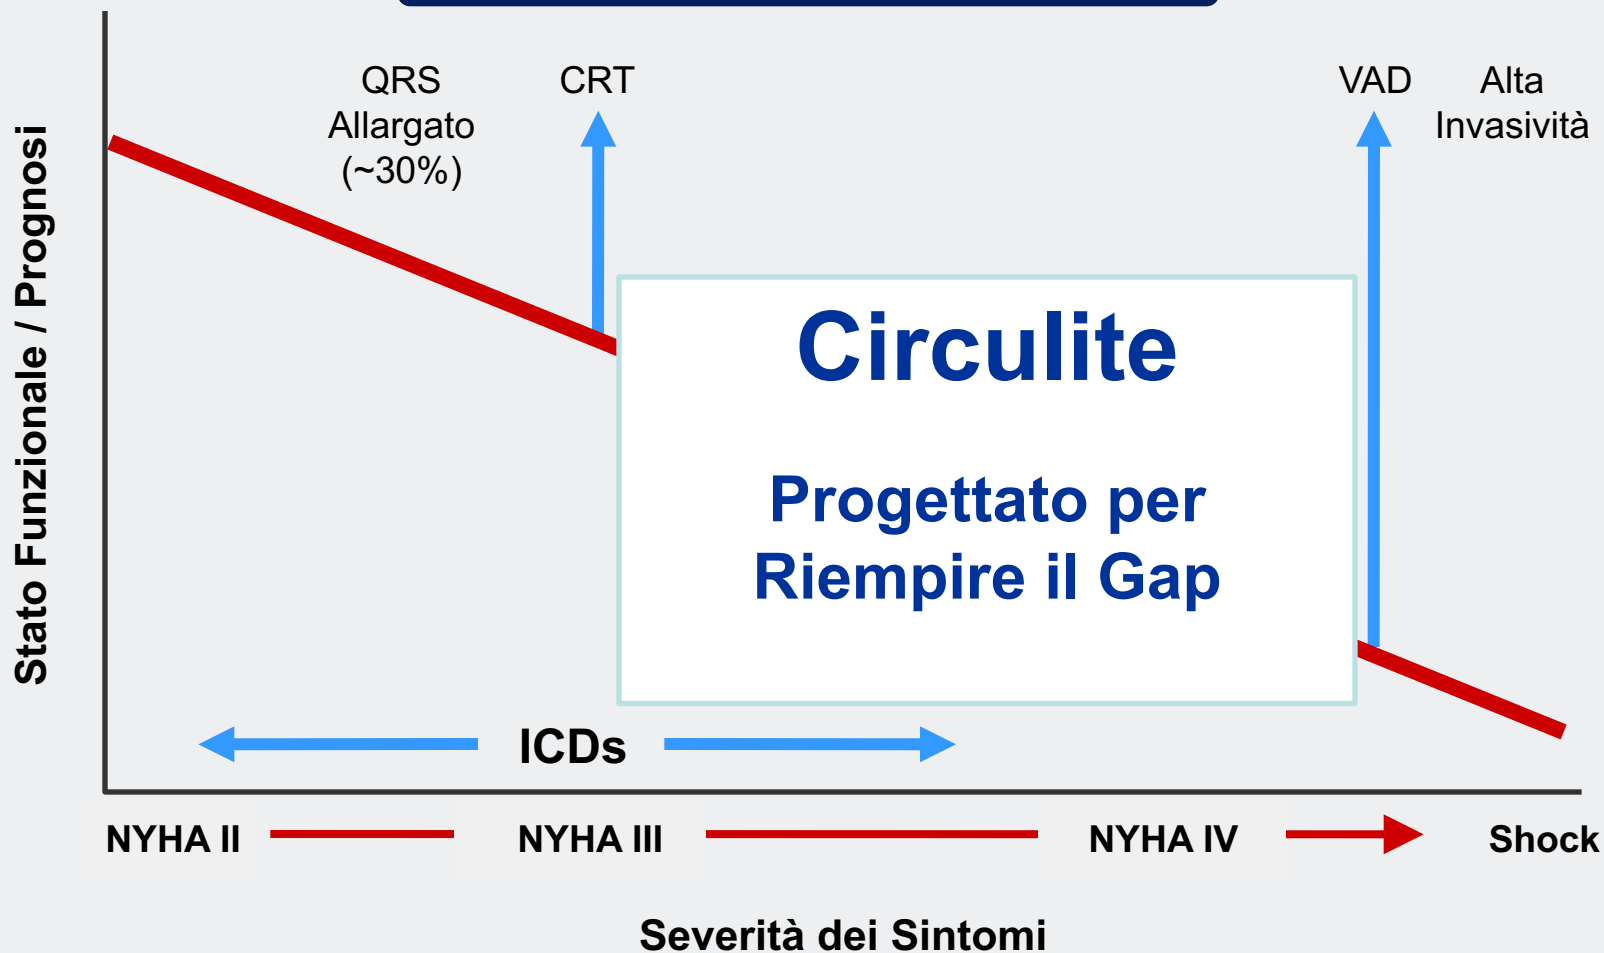 QRS
Allargato
(~30%)
CRT
VAD
Alta
Invasività
Stato Funzionale / Prognosi
Circulite
Progettato per
Riempire il Gap
ICDs
NYHA II
NYHA III
NYHA IV
Shock
Severità dei Sintomi